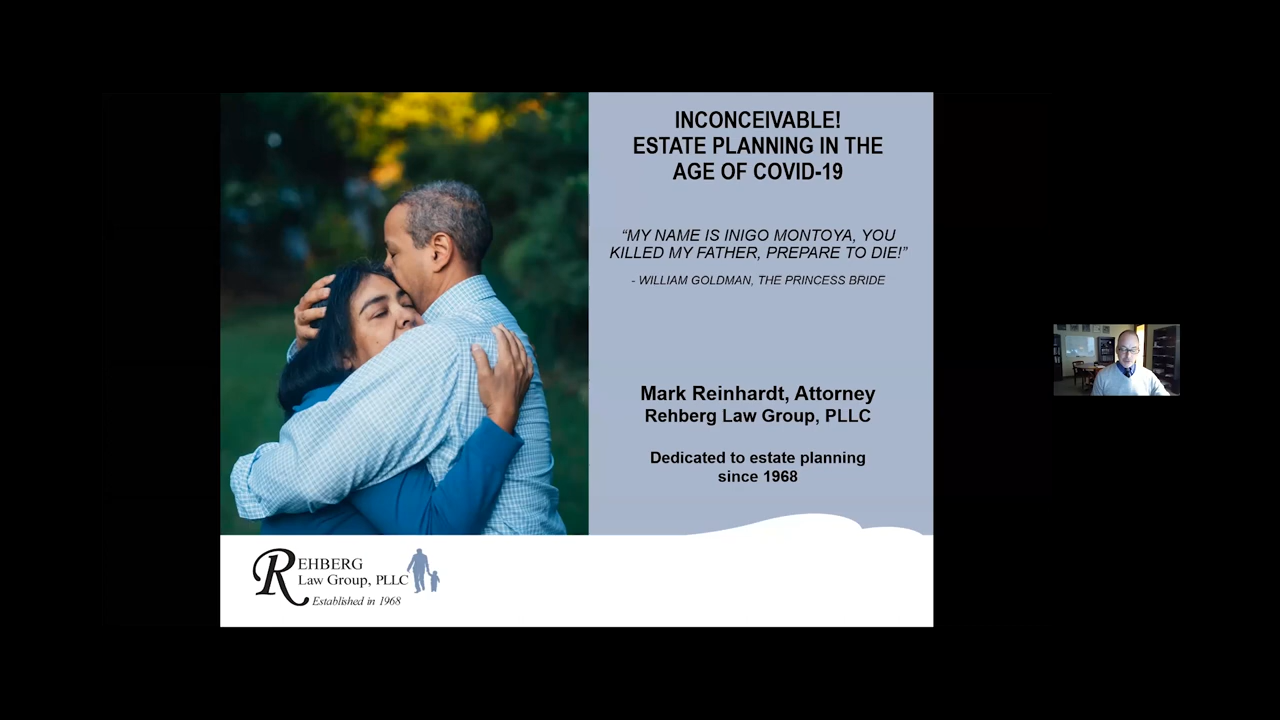 INCONCEIVABLE!
ESTATE PLANNING IN THE
AGE OF COVID-19
“MY NAME IS INIGO MONTOYA, YOU
KILLED MY FATHER, PREPARE TO DIE!”
- WILLIAM GOLDMAN, THE PRINCESS BRIDE
Mark Reinhardt, Attorney
Rehberg Law Group, PLLC
Dedicated to estate planning
since 1968
REHBERG
Law Group, PLLC
Established in 1968